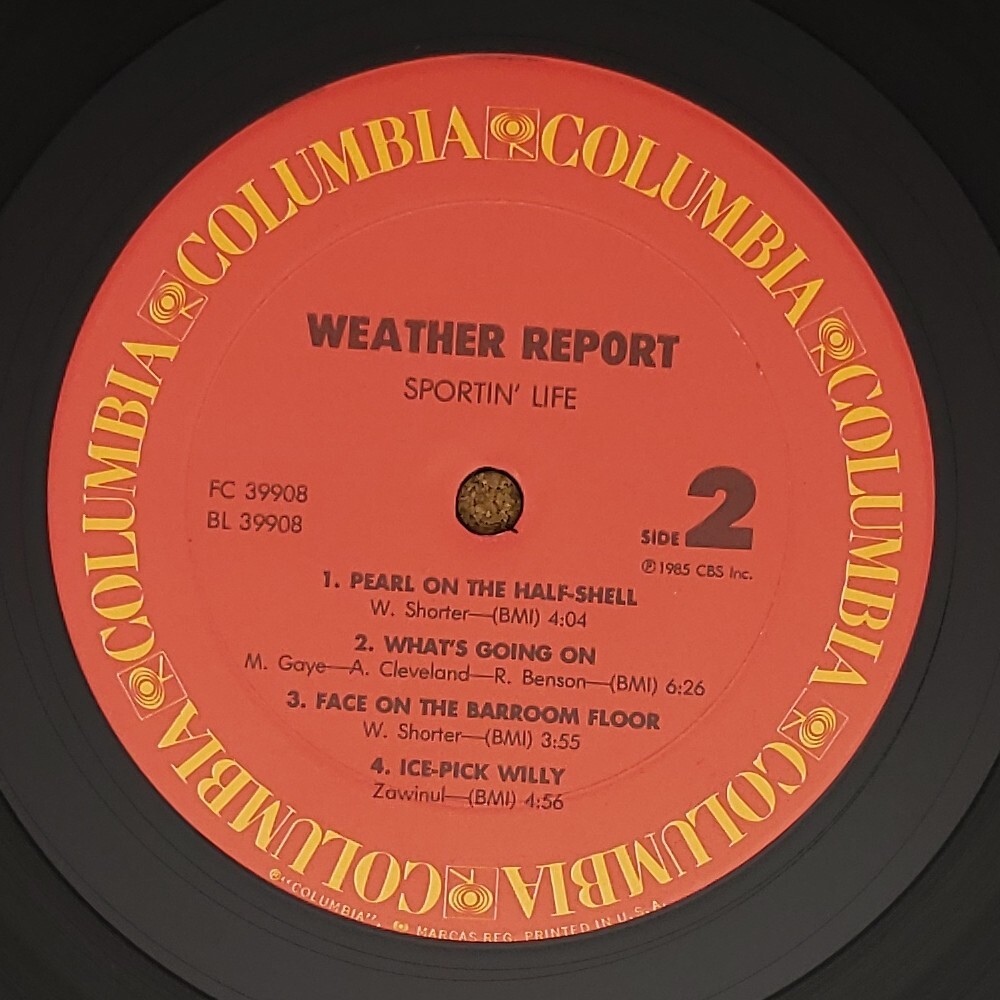 COLUMBIA COLUMBIA COLUMBIA COLUMBIA COLUMBIA COLUMBIA COLUMBIA
WEATHER REPORT
SPORTIN' LIFE
FC 39908
BL 39908
SIDE 2
℗ 1985 CBS Inc.
1. PEARL ON THE HALF-SHELL
W. Shorter—(BMI) 4:04
2. WHAT'S GOING ON
M. Gaye—A. Cleveland—R. Benson—(BMI) 6:26
3. FACE ON THE BARROOM FLOOR
W. Shorter—(BMI) 3:55
4. ICE-PICK WILLY
Zawinul—(BMI) 4:56
®"COLUMBIA", MARCAS REG. PRINTED IN U.S.A.